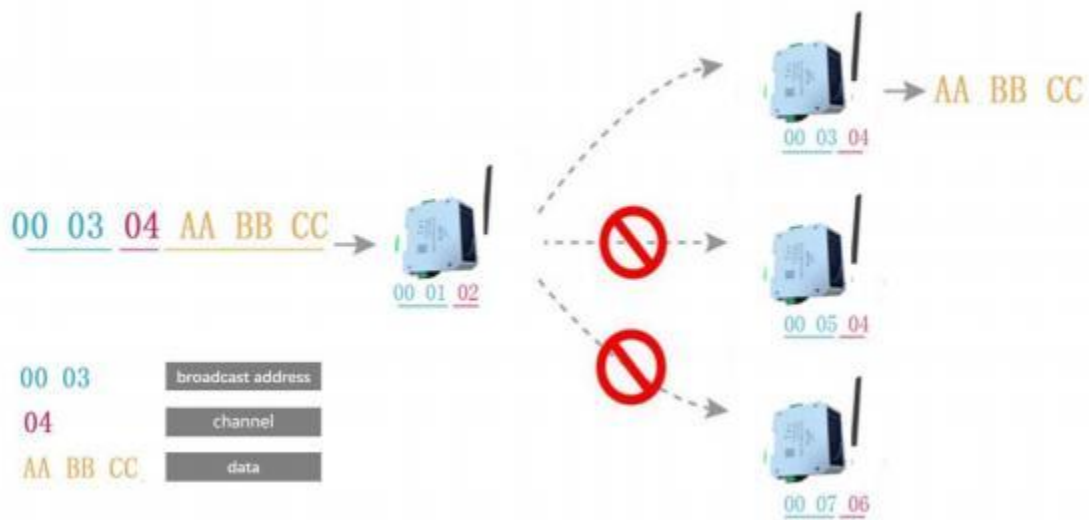 AA BB CC
00 03 04
00 03 04 AA BB CC
00 01 02
00 05 04
00 03 broadcast address
04 channel
AA BB CC data
00 07 06